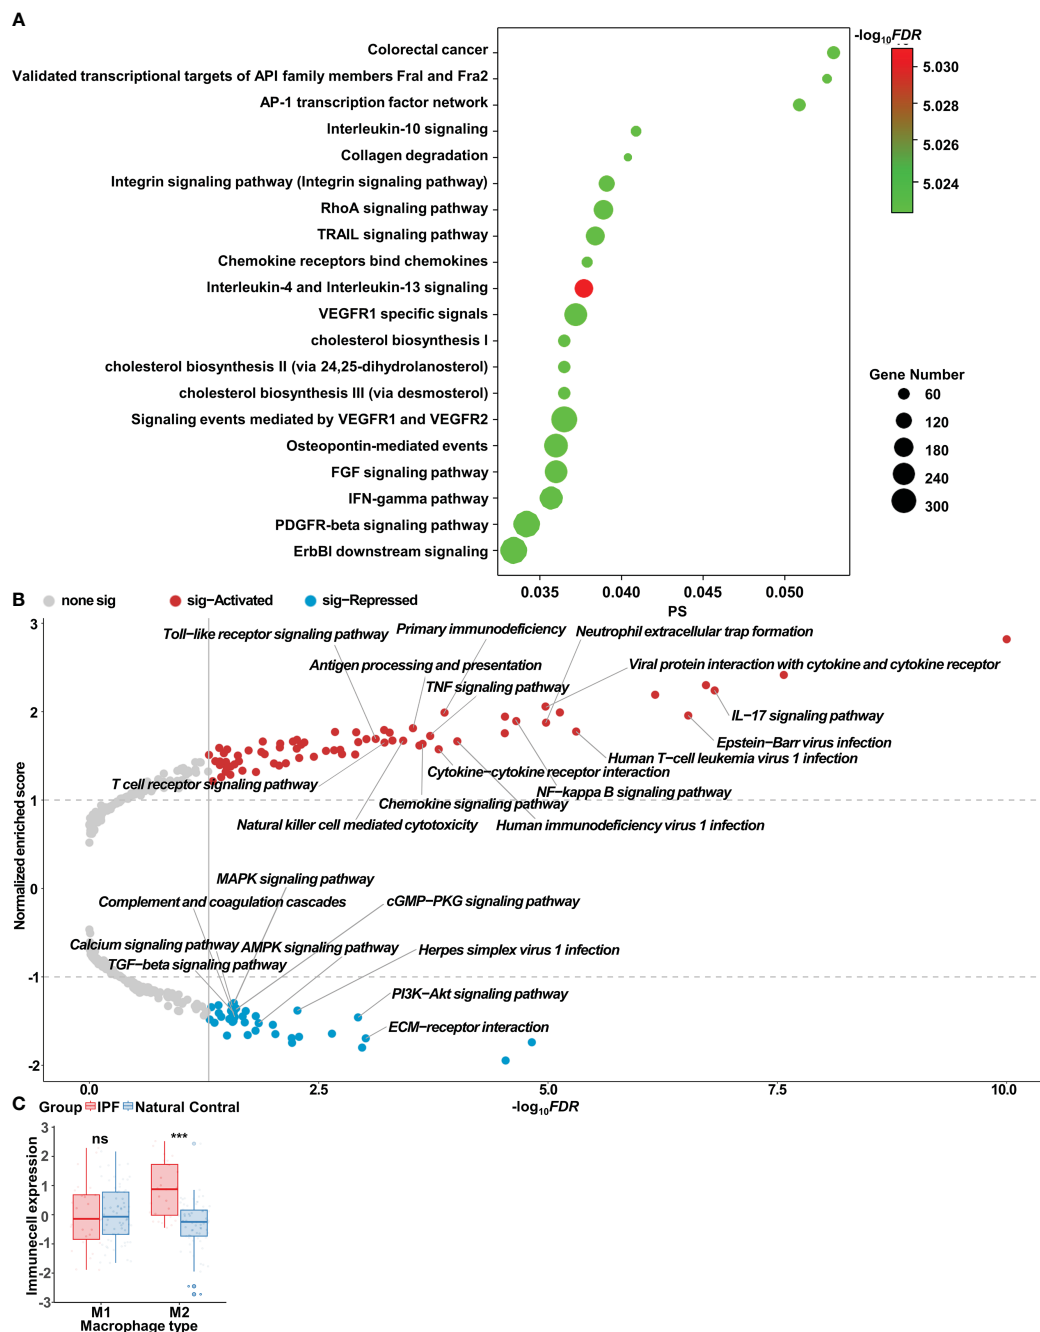 A
-log10FDR
Colorectal cancer
Validated transcriptional targets of API family members Fral and Fra2
AP-1 transcription factor network
Interleukin-10 signaling
Collagen degradation
Integrin signaling pathway (Integrin signaling pathway)
RhoA signaling pathway
TRAIL signaling pathway
Chemokine receptors bind chemokines
Interleukin-4 and Interleukin-13 signaling
VEGFR1 specific signals
cholesterol biosynthesis I
cholesterol biosynthesis II (via 24,25-dihydrolanosterol)
cholesterol biosynthesis III (via desmosterol)
Signaling events mediated by VEGFR1 and VEGFR2
Osteopontin-mediated events
FGF signaling pathway
IFN-gamma pathway
PDGFR-beta signaling pathway
ErbBI downstream signaling
5.030
5.028
5.026
5.024
Gene Number
60
120
180
240
300
0.035 0.040 0.045 0.050
PS
B
none sig sig−Activated sig−Repressed
Normalized enriched score
3
2
1
0
-1
-2
Toll−like receptor signaling pathway
Primary immunodeficiency
Neutrophil extracellular trap formation
Antigen processing and presentation
Viral protein interaction with cytokine and cytokine receptor
TNF signaling pathway
IL−17 signaling pathway
Epstein−Barr virus infection
Human T−cell leukemia virus 1 infection
Cytokine−cytokine receptor interaction
T cell receptor signaling pathway
NF−kappa B signaling pathway
Chemokine signaling pathway
Natural killer cell mediated cytotoxicity
Human immunodeficiency virus 1 infection
MAPK signaling pathway
Complement and coagulation cascades
cGMP−PKG signaling pathway
Calcium signaling pathway
AMPK signaling pathway
Herpes simplex virus 1 infection
TGF−beta signaling pathway
PI3K−Akt signaling pathway
ECM−receptor interaction
0.0 2.5 5.0 7.5 10.0
-log10FDR
C
Group IPF Natural Contral
Immunecell expression
3
2
1
0
-1
-2
-3
ns
***
M1 M2
Macrophage type